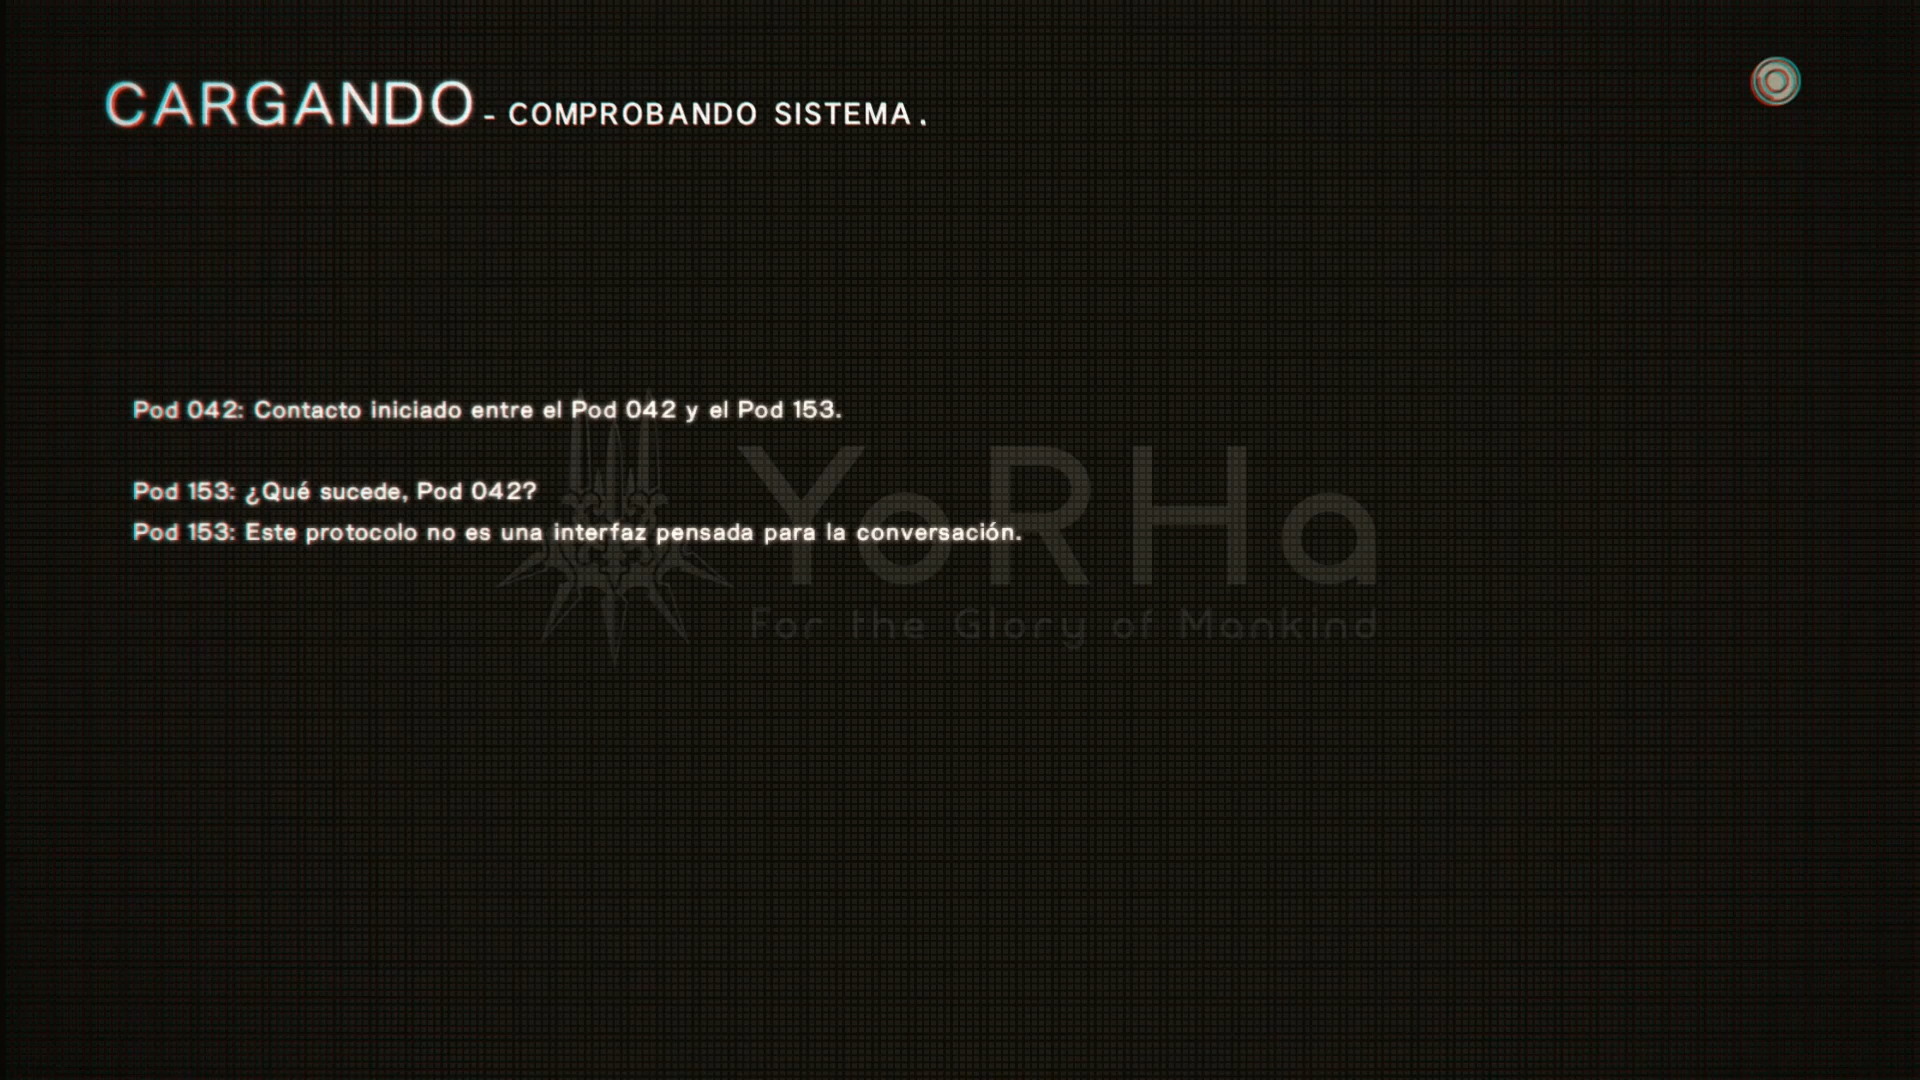 CARGANDO - COMPROBANDO SISTEMA.
Pod 042: Contacto iniciado entre el Pod 042 y el Pod 153.
Pod 153: ¿Qué sucede, Pod 042?
Pod 153: Este protocolo no es una interfaz pensada para la conversación.
YoRHa
For the Glory of Mankind